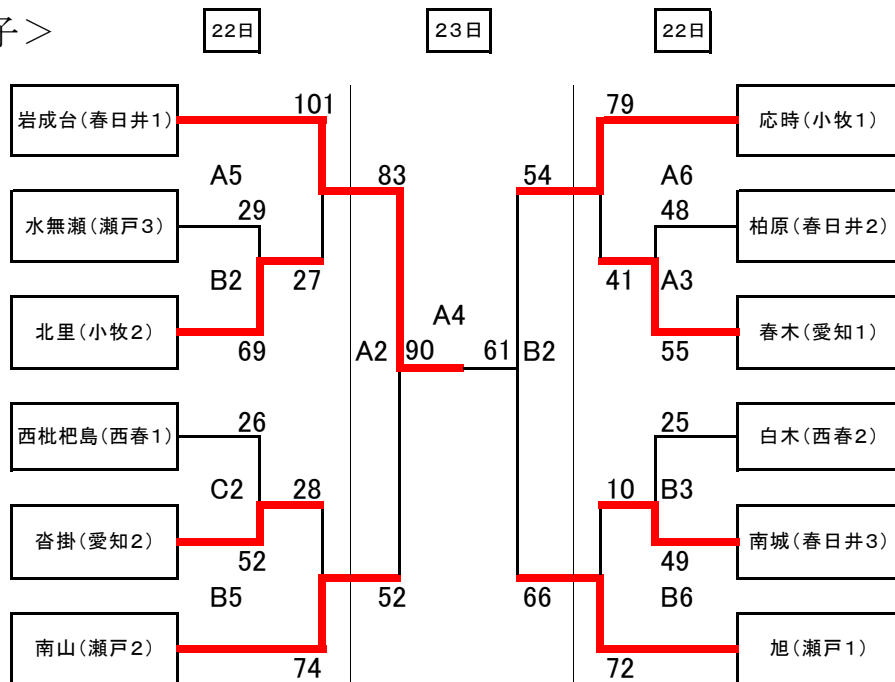 子＞
22日 23日 22日
101 79
岩成台(春日井1) 応時(小牧1)
A5 83 54 A6
29 48
水無瀬(瀬戸3) 柏原(春日井2)
B2 27 41 A3
A4
北里(小牧2) 春木(愛知1)
69 A2 90 61 B2 55
26 25
西枇杷島(西春1) 白木(西春2)
C2 28 10 B3
沓掛(愛知2) 南城(春日井3)
52 49
B5 52 66 B6
南山(瀬戸2) 旭(瀬戸1)
74 72